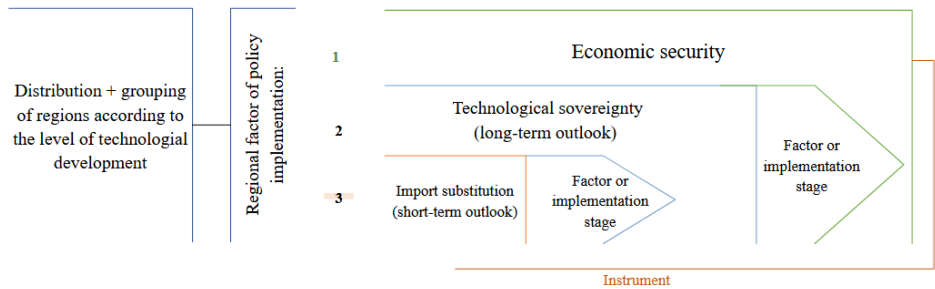 Distribution + grouping
of regions according to
the level of technologial
development
Regional factor of policy
implementation:
1
Economic security
2
Technological sovereignty
(long-term outlook)
Factor or
implementation
stage
3
Import substitution
(short-term outlook)
Factor or
implementation
stage
Instrument